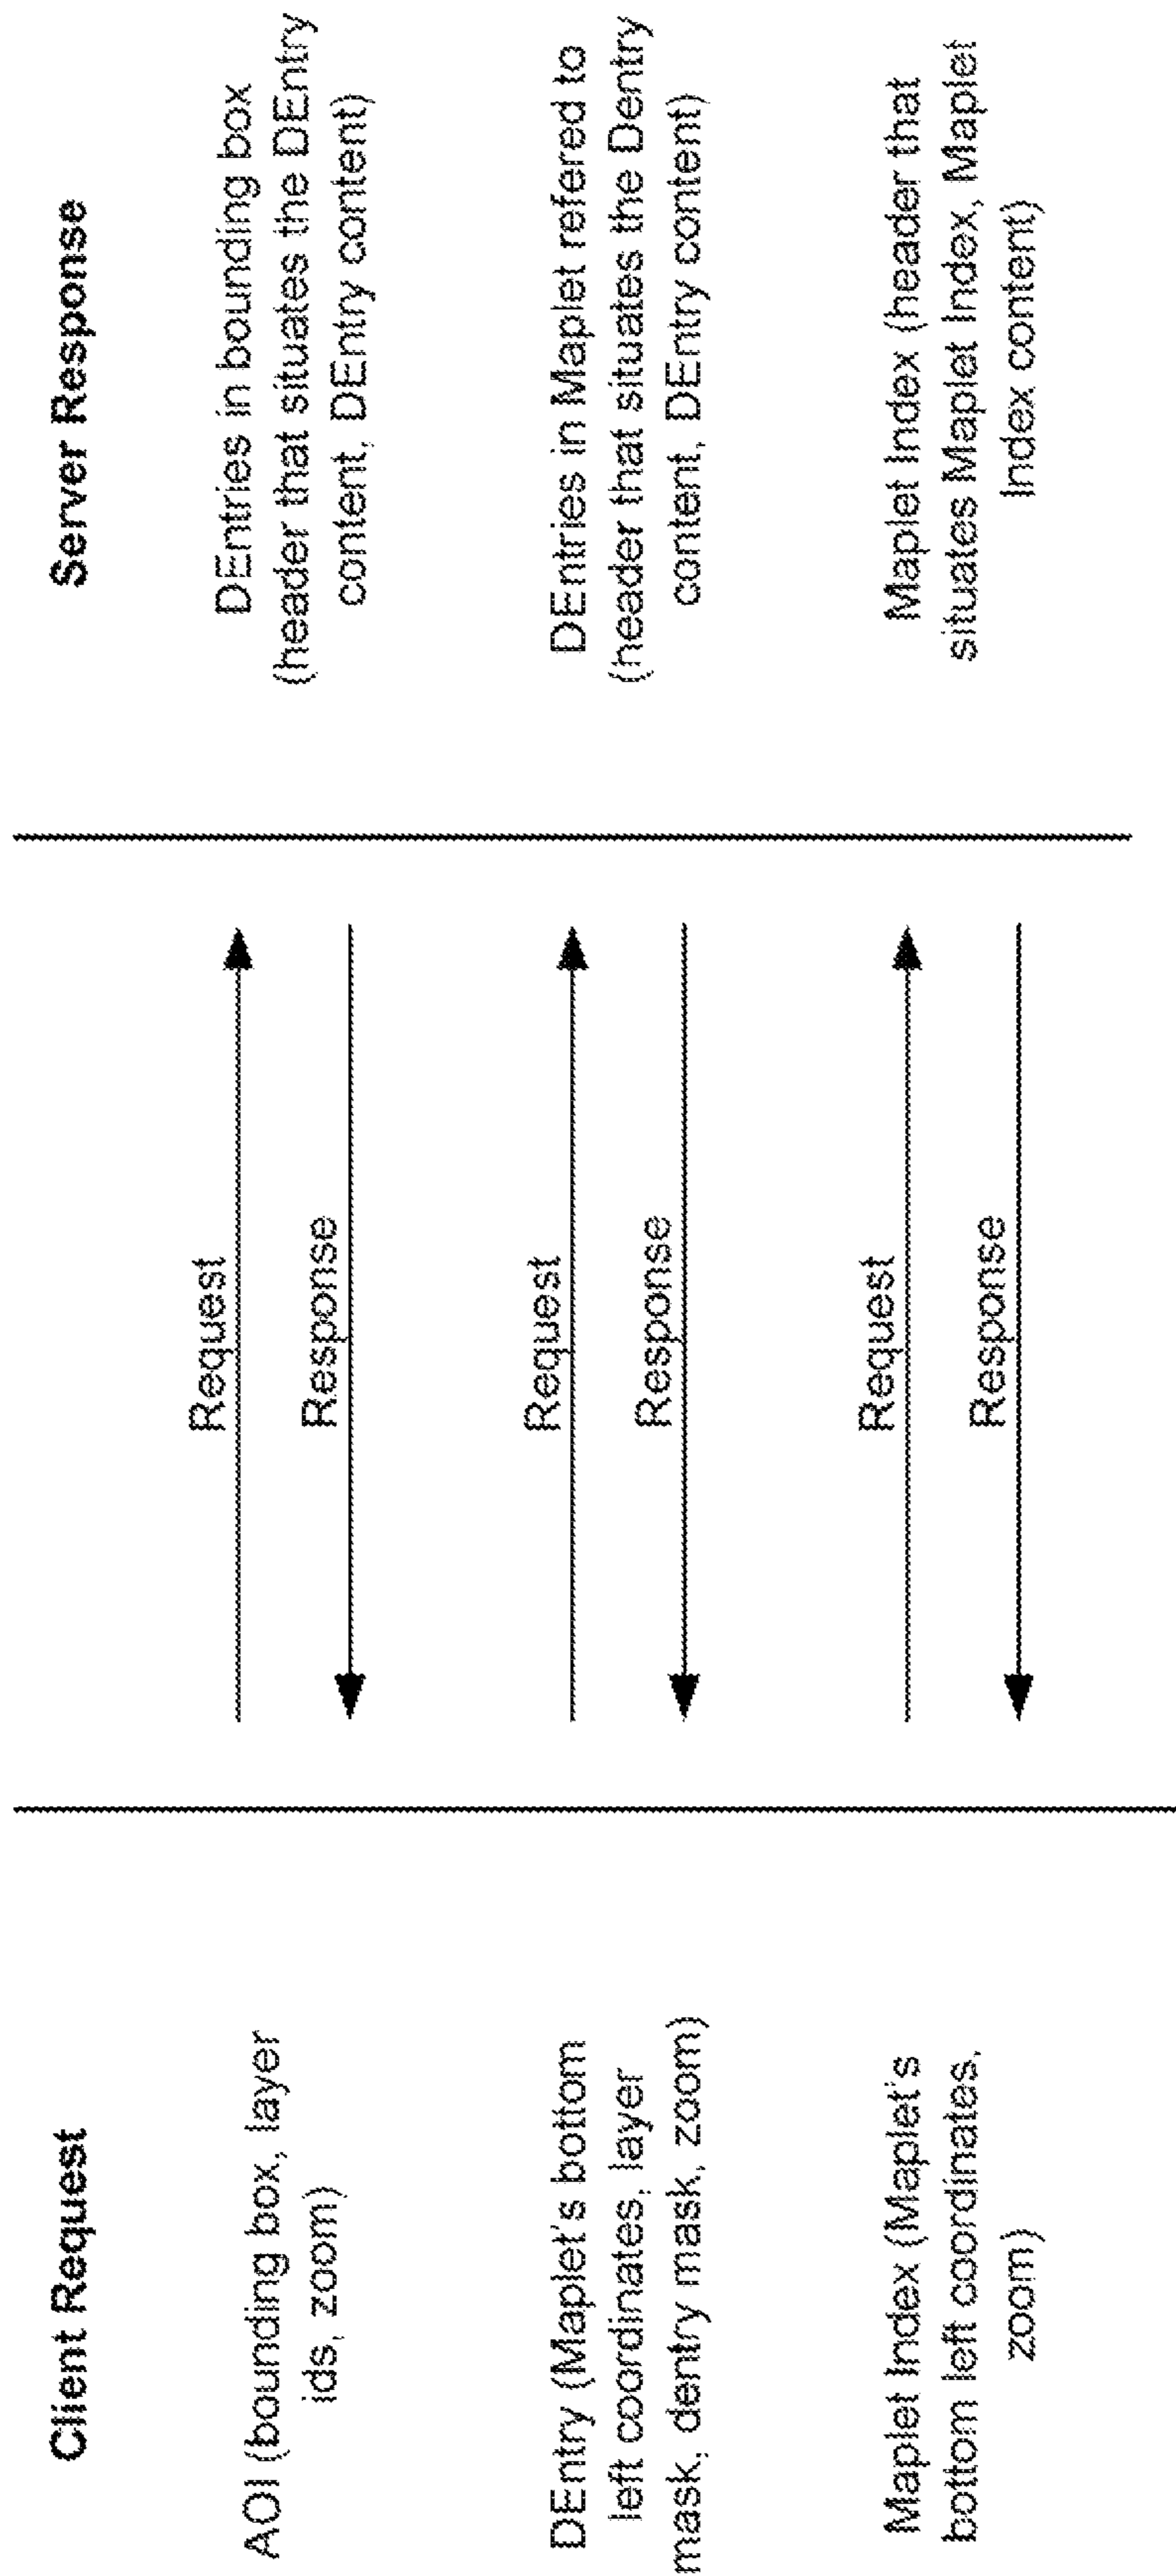 Client Request
Server Response
AOI (bounding box, layer
ids, zoom)
Request
Response
DEntries in bounding box
(header that situates the DEntry
content, DEntry content)
DEntry (Maplet's bottom
left coordinates, layer
mask, dentry mask, zoom)
Request
Response
DEntries in Maplet refered to
(header that situates the Dentry
content, DEntry content)
Maplet Index (Maplet's
bottom left coordinates,
zoom)
Request
Response
Maplet Index (header that
situates Maplet Index, Maplet
Index content)